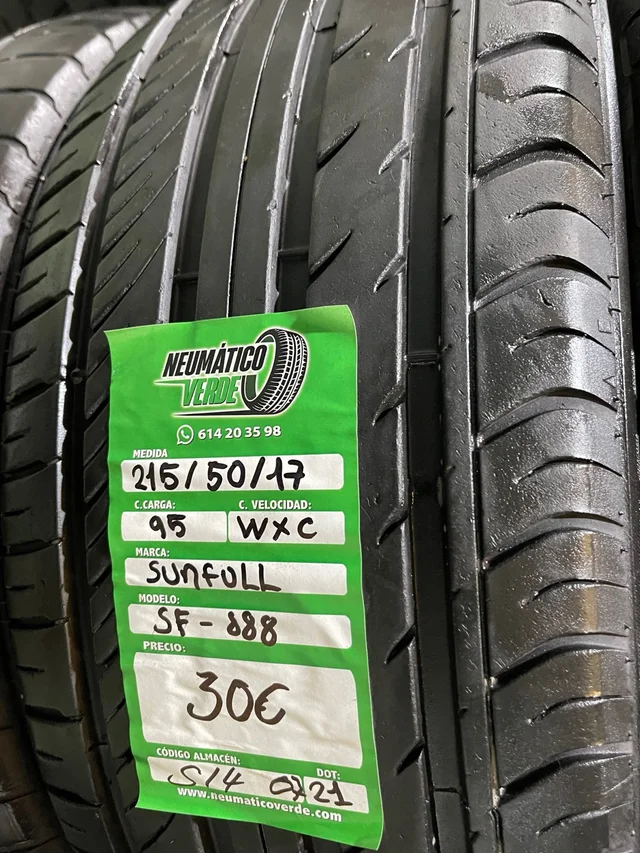 NEUMÁTICO
VERDE
614 20 35 98
MEDIDA
215/50/17
C.CARGA: C. VELOCIDAD:
95 WXC
MARCA:
SUNFULL
MODELO:
SF-888
PRECIO:
30€
CÓDIGO ALMACÉN: DOT:
S14 21
www.neumaticoverde.com